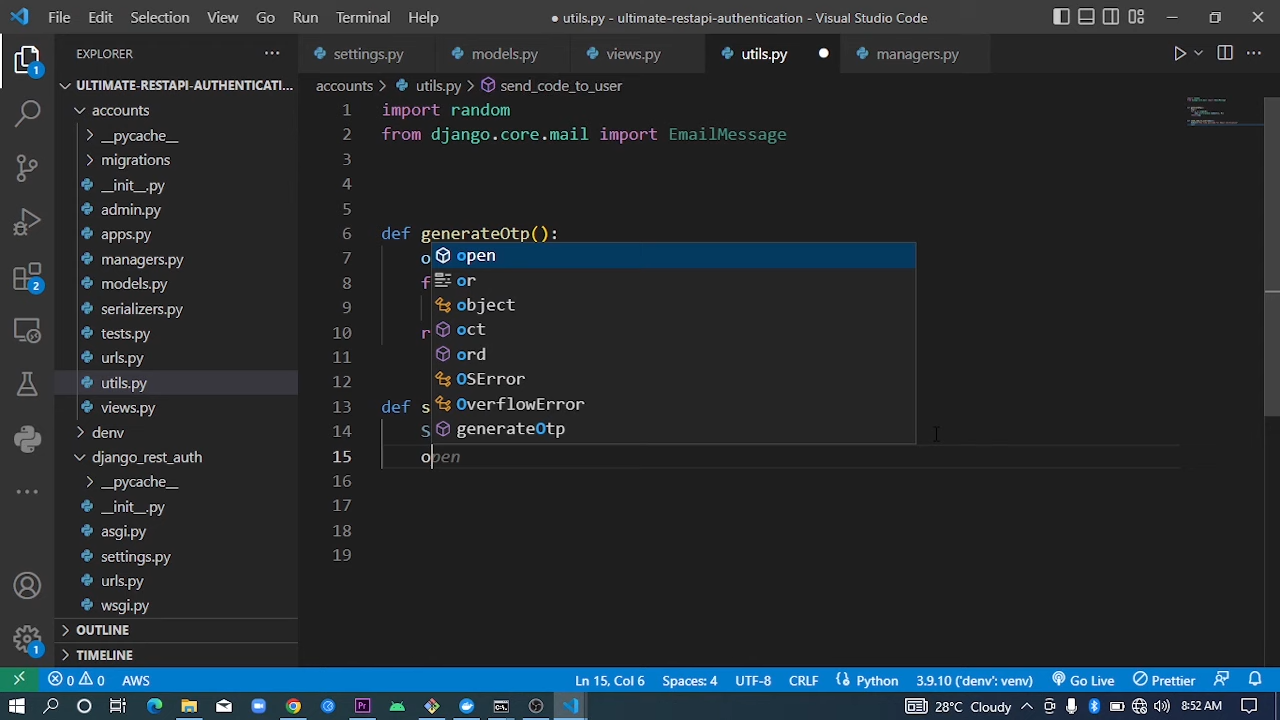 File Edit Selection View Go Run Terminal Help
● utils.py - ultimate-restapi-authentication - Visual Studio Code
EXPLORER ...
settings.py models.py views.py utils.py managers.py
ULTIMATE-RESTAPI-AUTHENTICATI...
accounts > utils.py > send_code_to_user
accounts
__pycache__
migrations
__init__.py
admin.py
apps.py
managers.py
models.py
serializers.py
tests.py
urls.py
utils.py
views.py
denv
django_rest_auth
__pycache__
__init__.py
asgi.py
settings.py
urls.py
wsgi.py
OUTLINE
TIMELINE
1 import random
2 from django.core.mail import EmailMessage
3
4
5
6 def generateOtp():
7 o
8 f
9
10 r
11
12
13 def s
14 S
15 open
16
17
18
19
open
or
object
oct
ord
OSError
OverflowError
generateOtp
1
2
1
0 0 AWS Ln 15, Col 6 Spaces: 4 UTF-8 CRLF Python 3.9.10 ('denv': venv) Go Live Prettier
28°C Cloudy 8:52 AM